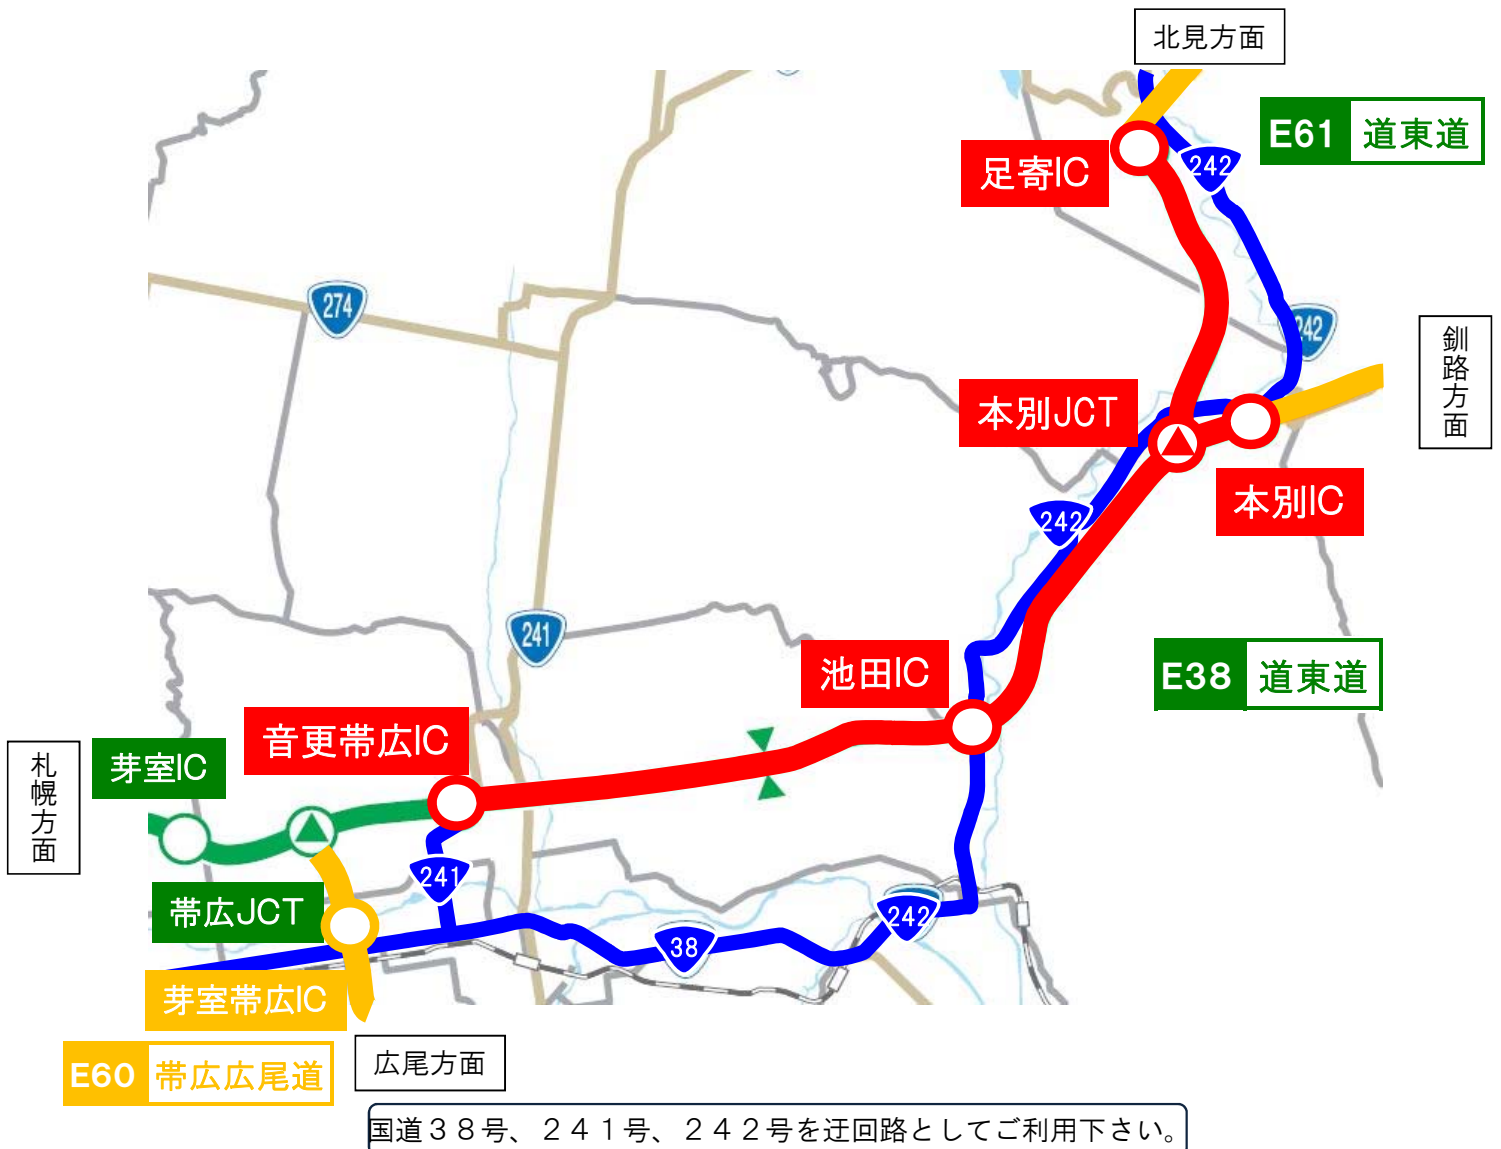 北見方面
E61 道東道
足寄IC
242
274
242
釧路方面
本別JCT
本別IC
242
241
池田IC
E38 道東道
音更帯広IC
札幌方面
芽室IC
241
帯広JCT
242
38
芽室帯広IC
広尾方面
E60 帯広広尾道
国道38号、241号、242号を迂回路としてご利用下さい。